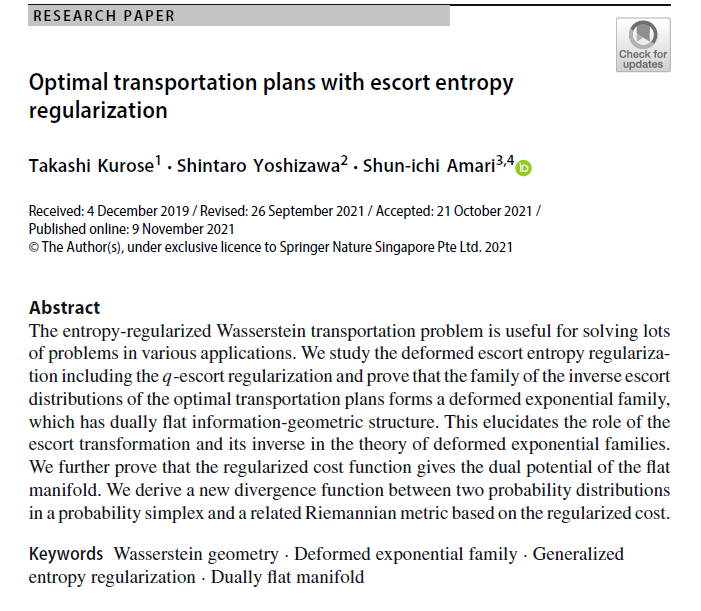 RESEARCH PAPER
Check for
updates
Optimal transportation plans with escort entropy
regularization
Takashi Kurose1 · Shintaro Yoshizawa2 · Shun-ichi Amari3,4 iD
Received: 4 December 2019 / Revised: 26 September 2021 / Accepted: 21 October 2021 /
Published online: 9 November 2021
© The Author(s), under exclusive licence to Springer Nature Singapore Pte Ltd. 2021
Abstract
The entropy-regularized Wasserstein transportation problem is useful for solving lots
of problems in various applications. We study the deformed escort entropy regulariza-
tion including the q-escort regularization and prove that the family of the inverse escort
distributions of the optimal transportation plans forms a deformed exponential family,
which has dually flat information-geometric structure. This elucidates the role of the
escort transformation and its inverse in the theory of deformed exponential families.
We further prove that the regularized cost function gives the dual potential of the flat
manifold. We derive a new divergence function between two probability distributions
in a probability simplex and a related Riemannian metric based on the regularized cost.
Keywords Wasserstein geometry · Deformed exponential family · Generalized
entropy regularization · Dually flat manifold